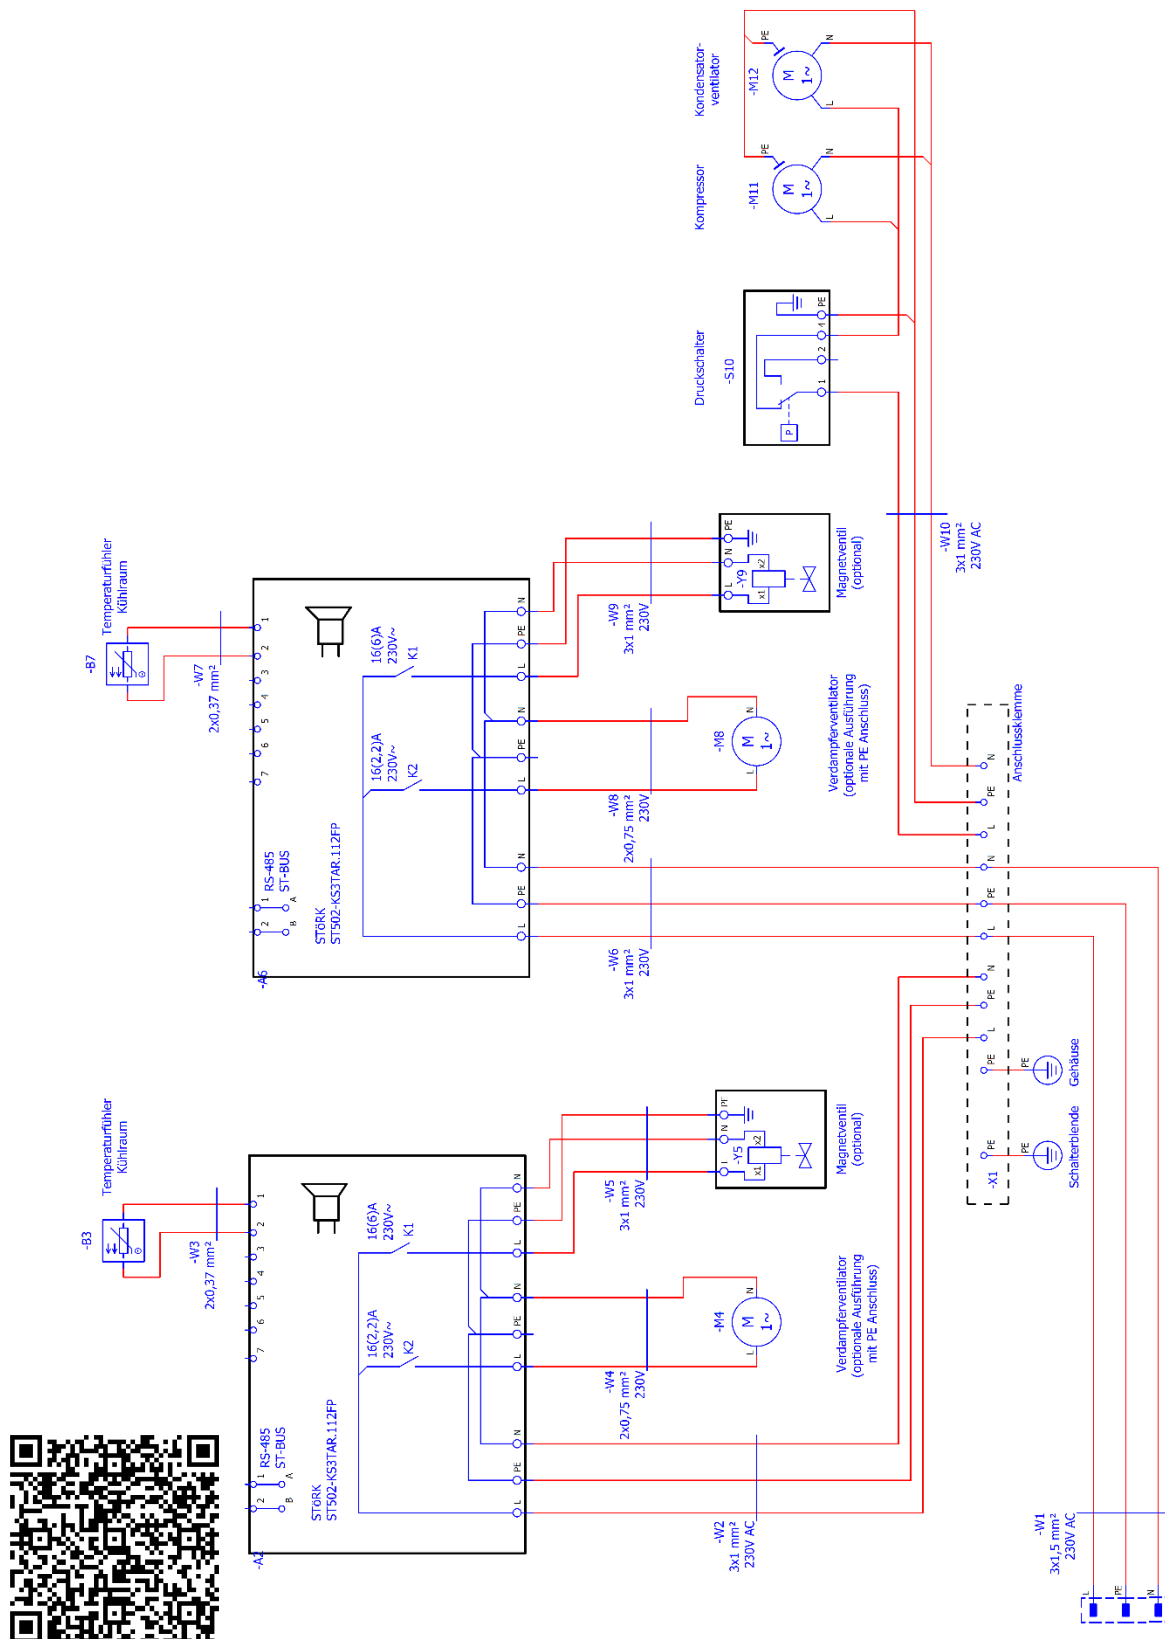 Temperaturfühler
Kühlraum
-B3
-W3
2x0,37 mm²
1
2
3
4
5
6
7
2 1
RS-485
ST-BUS
B A
STÖRK
ST502-KS3TAR.112FP
-A2
16(2,2)A
230V~
K2
16(6)A
230V~
K1
L PE N L PE N L PE N
-W2
3x1 mm²
230V AC
-W4
2x0,75 mm²
230V
-W5
3x1 mm²
230V
-M4
M
1~
L N
Verdampferventilator
(optionale Ausführung
mit PE Anschluss)
-Y5
L N PE
x1 x2
Magnetventil
(optional)
Temperaturfühler
Kühlraum
-B7
-W7
2x0,37 mm²
1
2
3
4
5
6
7
2 1
RS-485
ST-BUS
B A
STÖRK
ST502-KS3TAR.112FP
-A6
16(2,2)A
230V~
K2
16(6)A
230V~
K1
L PE N L PE N L PE N
-W6
3x1 mm²
230V
-W8
2x0,75 mm²
230V
-W9
3x1 mm²
230V
-M8
M
1~
L N
Verdampferventilator
(optionale Ausführung
mit PE Anschluss)
-Y9
L N PE
x1 x2
Magnetventil
(optional)
Druckschalter
-S10
P
1 2 4 PE
Kompressor
-M11
M
1~
L N PE
Kondensator-
ventilator
-M12
M
1~
L N PE
-W10
3x1 mm²
230V AC
-X1
PE PE L PE N L PE N L PE N
Anschlussklemme
PE
Schalterblende
PE
Gehäuse
-W1
3x1,5 mm²
230V AC
L PE N